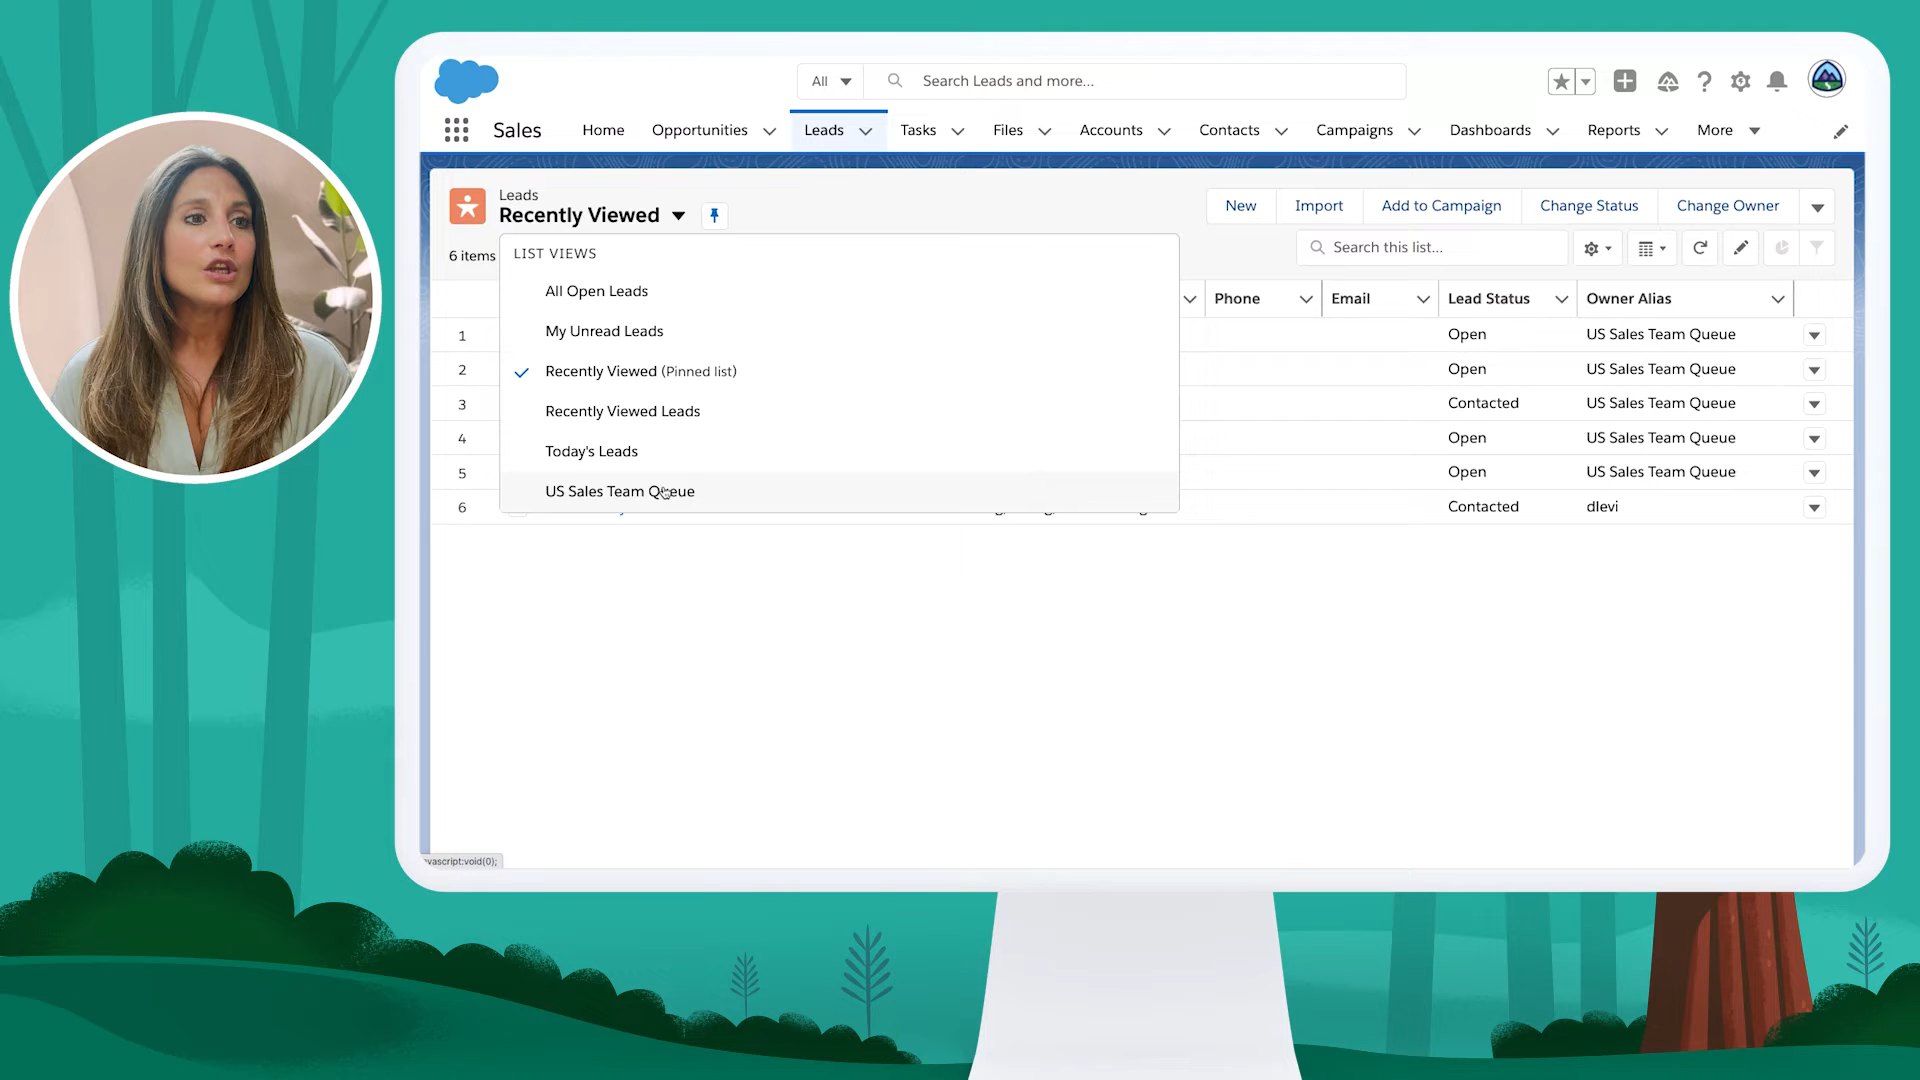 All
Search Leads and more...
Sales
Home
Opportunities
Leads
Tasks
Files
Accounts
Contacts
Campaigns
Dashboards
Reports
More
Leads
Recently Viewed
New
Import
Add to Campaign
Change Status
Change Owner
6 items
Search this list...
LIST VIEWS
All Open Leads
My Unread Leads
Recently Viewed (Pinned list)
Recently Viewed Leads
Today's Leads
US Sales Team Queue
Phone
Email
Lead Status
Owner Alias
1
Open
US Sales Team Queue
2
Open
US Sales Team Queue
3
Contacted
US Sales Team Queue
4
Open
US Sales Team Queue
5
Open
US Sales Team Queue
6
Contacted
dlevi
vascript:void(0);